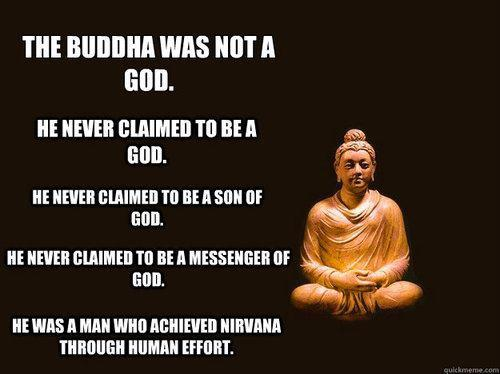 THE BUDDHA WAS NOT A
GOD.
HE NEVER CLAIMED TO BE A
GOD.
HE NEVER CLAIMED TO BE A SON OF
GOD.
HE NEVER CLAIMED TO BE A MESSENGER OF
GOD.
HE WAS A MAN WHO ACHIEVED NIRVANA
THROUGH HUMAN EFFORT.
quickmeme.com